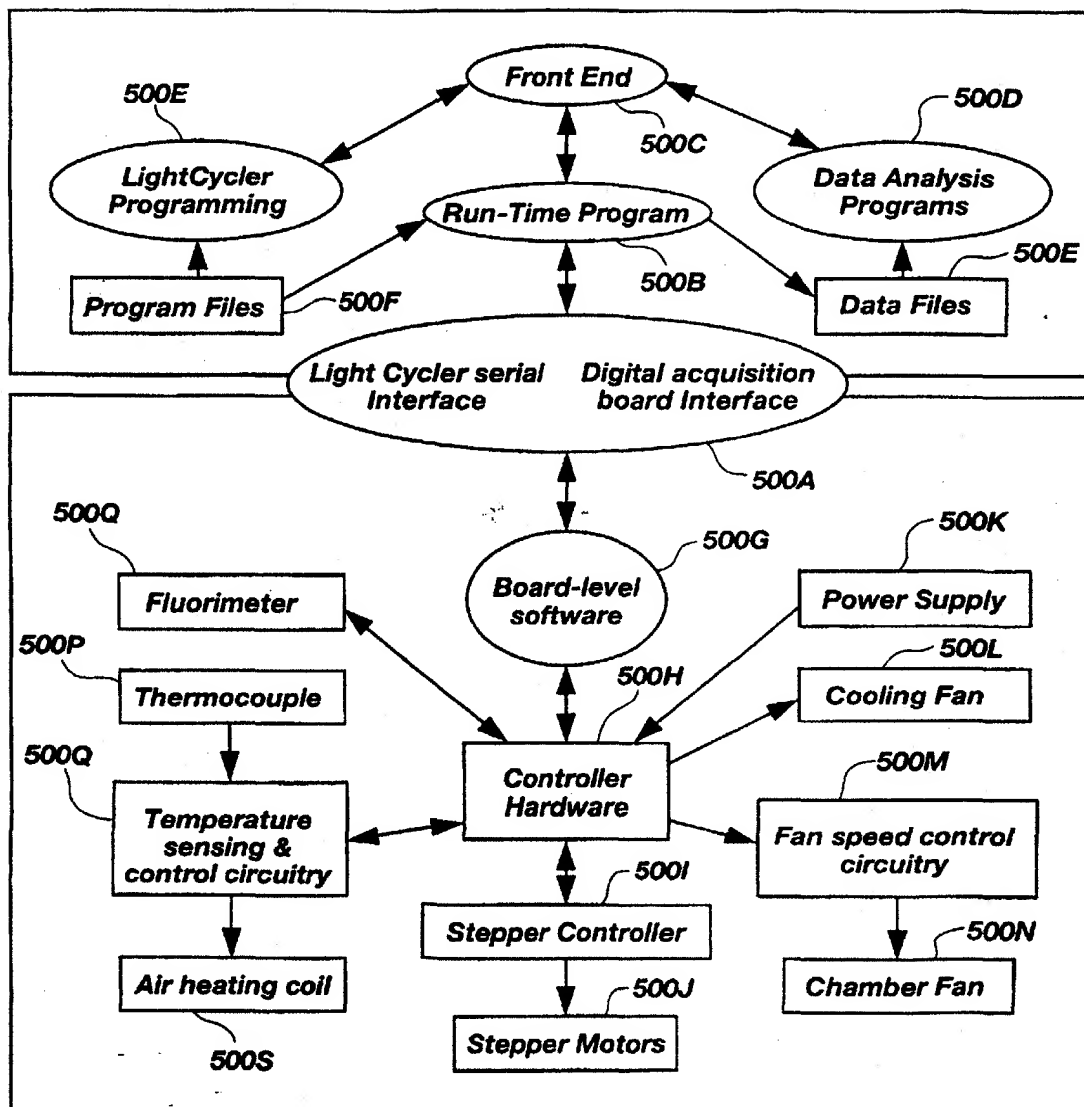 Front End
500E
500D
500C
LightCycler
Programming
Data Analysis
Programs
Run-Time Program
500B
500E
Program Files
500F
Data Files
Light Cycler serial
Interface
Digital acquisition
board Interface
500A
500Q
500G
500K
Fluorimeter
Board-level
software
Power Supply
500P
500H
500L
Thermocouple
Cooling Fan
500Q
500M
Controller
Hardware
Temperature
sensing &
control circuitry
Fan speed control
circuitry
500I
Stepper Controller
500N
Air heating coil
Chamber Fan
500J
500S
Stepper Motors